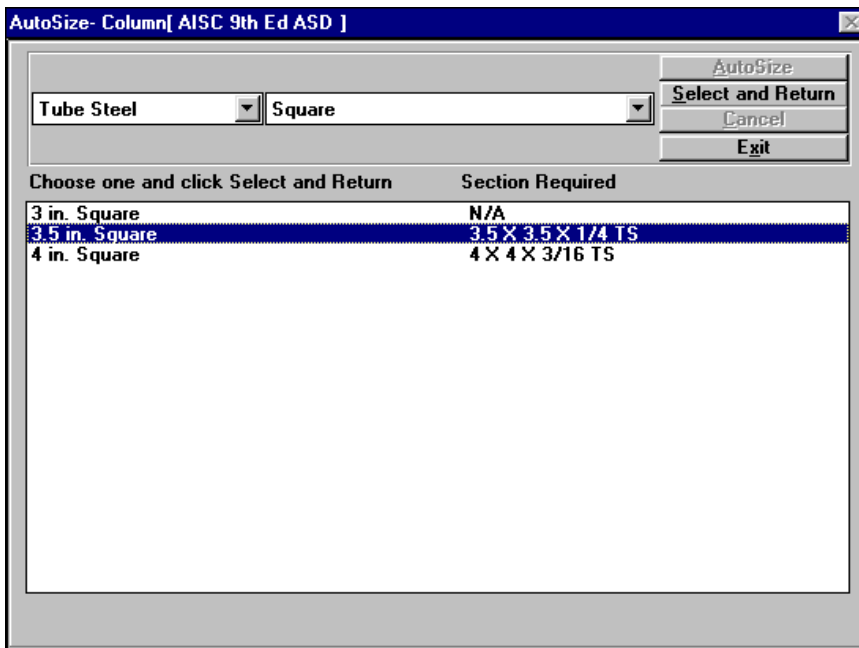 AutoSize- Column[ AISC 9th Ed ASD ]
AutoSize
Tube Steel Square
Select and Return
Cancel
Exit
Choose one and click Select and Return Section Required
3 in. Square N/A
3.5 in. Square 3.5 X 3.5 X 1/4 TS
4 in. Square 4 X 4 X 3/16 TS